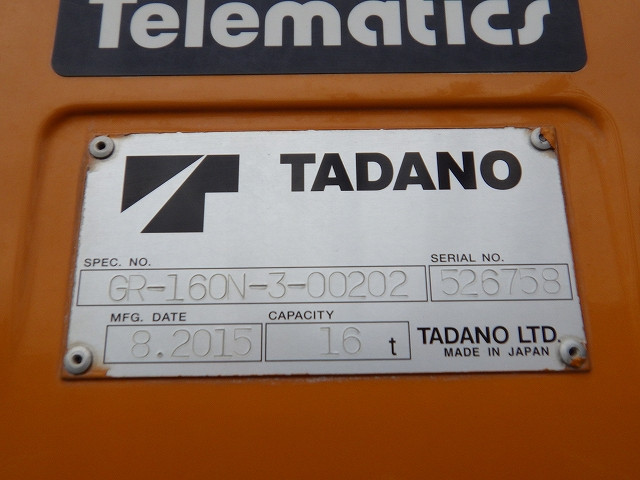 Telematics
TADANO
SPEC. NO.
SERIAL NO.
GR-160N-3-00202
526758
MFG. DATE
CAPACITY
8.2015
16 t
TADANO LTD.
MADE IN JAPAN